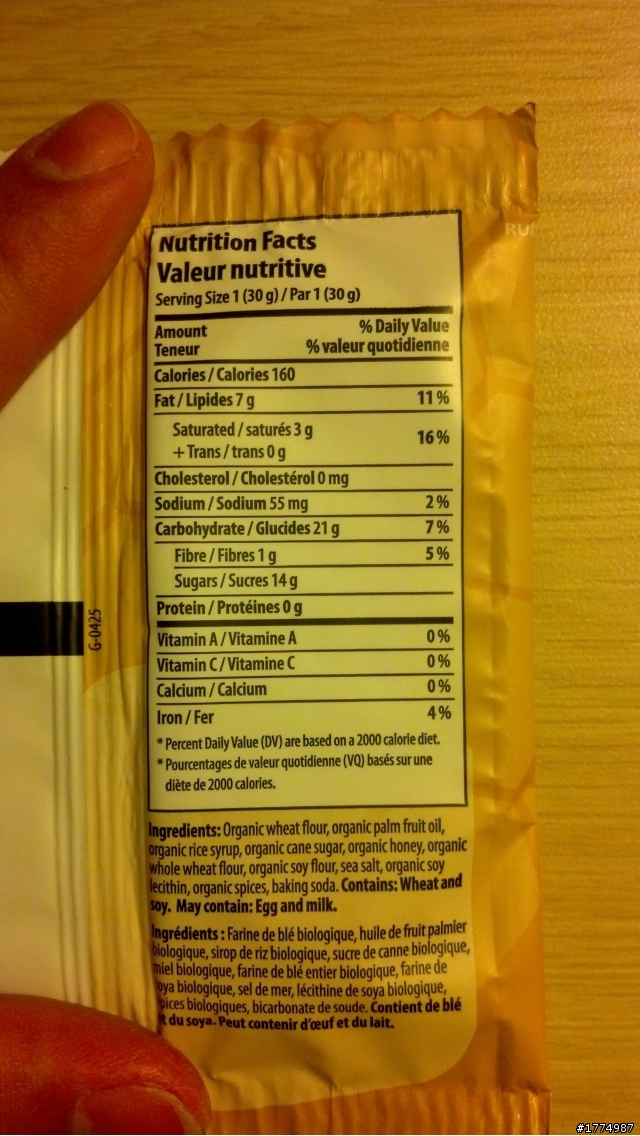 RU
Nutrition Facts
Valeur nutritive
Serving Size 1 (30 g) / Par 1 (30 g)
Amount % Daily Value
Teneur % valeur quotidienne
Calories / Calories 160
Fat / Lipides 7 g 11 %
Saturated / saturés 3 g
+ Trans / trans 0 g 16 %
Cholesterol / Cholestérol 0 mg
Sodium / Sodium 55 mg 2 %
Carbohydrate / Glucides 21 g 7 %
Fibre / Fibres 1 g 5 %
Sugars / Sucres 14 g
Protein / Protéines 0 g
Vitamin A / Vitamine A 0 %
Vitamin C / Vitamine C 0 %
Calcium / Calcium 0 %
Iron / Fer 4 %
* Percent Daily Value (DV) are based on a 2000 calorie diet.
* Pourcentages de valeur quotidienne (VQ) basés sur une
diète de 2000 calories.
G-0425
Ingredients: Organic wheat flour, organic palm fruit oil,
organic rice syrup, organic cane sugar, organic honey, organic
whole wheat flour, organic soy flour, sea salt, organic soy
lecithin, organic spices, baking soda. Contains: Wheat and
soy. May contain: Egg and milk.
Ingrédients : Farine de blé biologique, huile de fruit palmier
biologique, sirop de riz biologique, sucre de canne biologique,
miel biologique, farine de blé entier biologique, farine de
oya biologique, sel de mer, lécithine de soya biologique,
pices biologiques, bicarbonate de soude. Contient de blé
t du soya. Peut contenir d'œuf et du lait.
#1774987